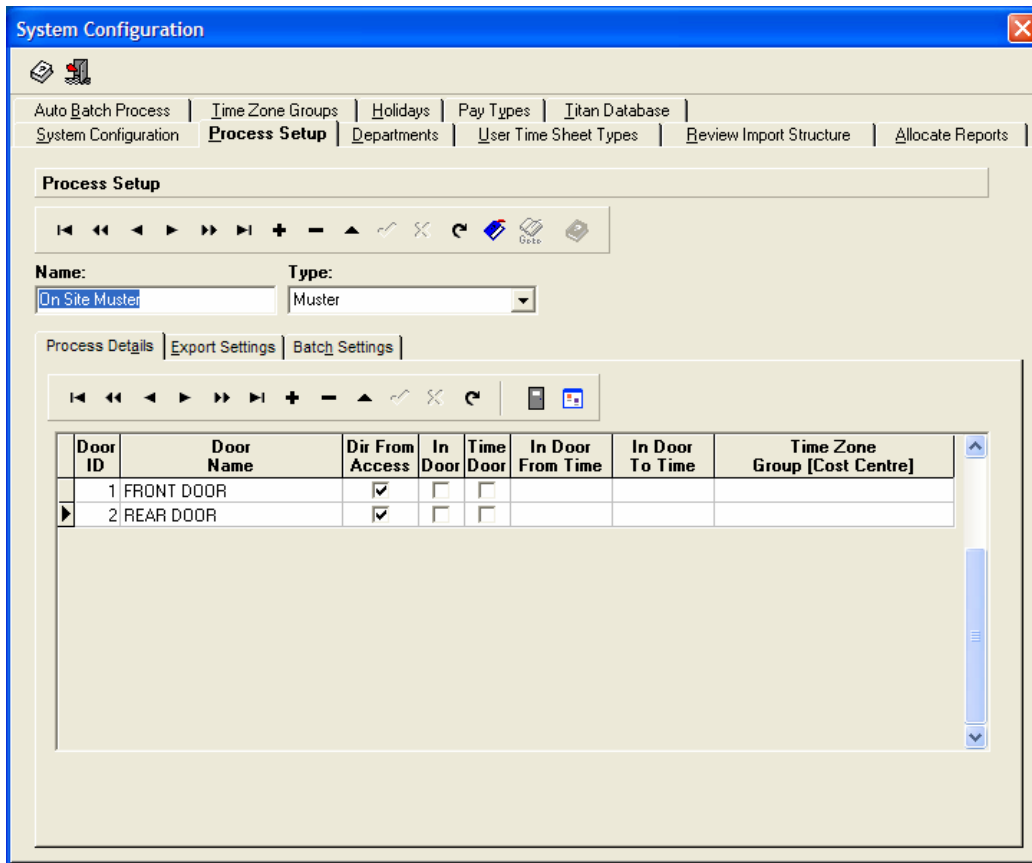 System Configuration
Auto Batch Process Time Zone Groups Holidays Pay Types Titan Database
System Configuration Process Setup Departments User Time Sheet Types Review Import Structure Allocate Reports
Process Setup
Goto
Name: Type:
On Site Muster Muster
Process Details Export Settings Batch Settings
Door ID Door Name Dir From Access In Door Time Door In Door From Time In Door To Time Time Zone Group [Cost Centre]
1 FRONT DOOR
2 REAR DOOR